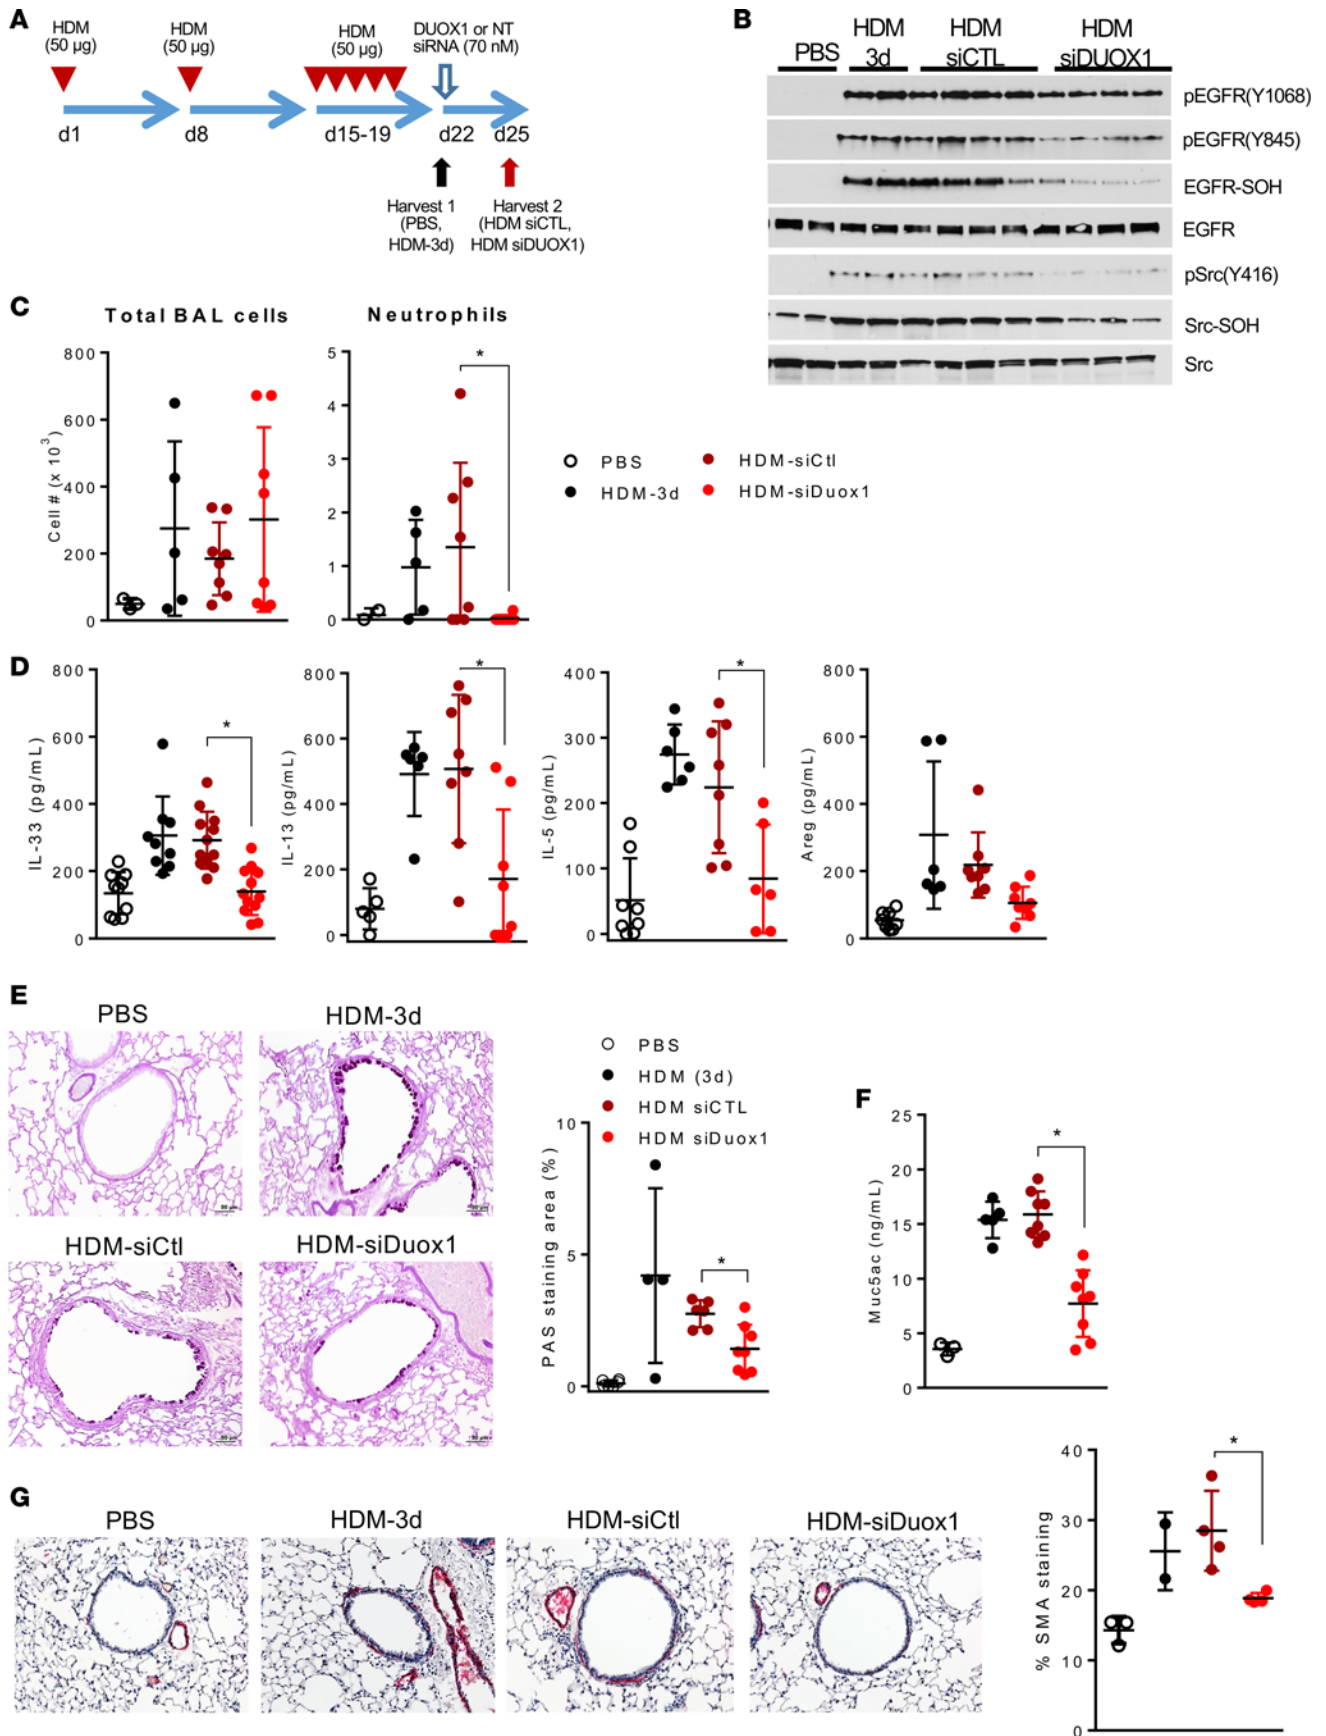 A
HDM
(50 µg)
HDM
(50 µg)
HDM
(50 µg)
DUOX1 or NT
siRNA (70 nM)
d1
d8
d15-19
d22
d25
Harvest 1
(PBS,
HDM-3d)
Harvest 2
(HDM siCTL,
HDM siDUOX1)
B
PBS
HDM
3d
HDM
siCTL
HDM
siDUOX1
pEGFR(Y1068)
pEGFR(Y845)
EGFR-SOH
EGFR
pSrc(Y416)
Src-SOH
Src
C
Total BAL cells
Cell # (x 10³)
800
600
400
200
0
Neutrophils
5
4
3
2
1
0
*
PBS
HDM-3d
HDM-siCtl
HDM-siDuox1
D
IL-33 (pg/mL)
800
600
400
200
0
*
IL-13 (pg/mL)
800
600
400
200
0
*
IL-5 (pg/mL)
400
300
200
100
0
*
Areg (pg/mL)
800
600
400
200
0
E
PBS
HDM-3d
HDM-siCtl
HDM-siDuox1
PBS
HDM (3d)
HDM siCTL
HDM siDuox1
PAS staining area (%)
10
5
0
*
F
Muc5ac (ng/mL)
25
20
15
10
5
0
*
G
PBS
HDM-3d
HDM-siCtl
HDM-siDuox1
% SMA staining
40
30
20
10
0
*